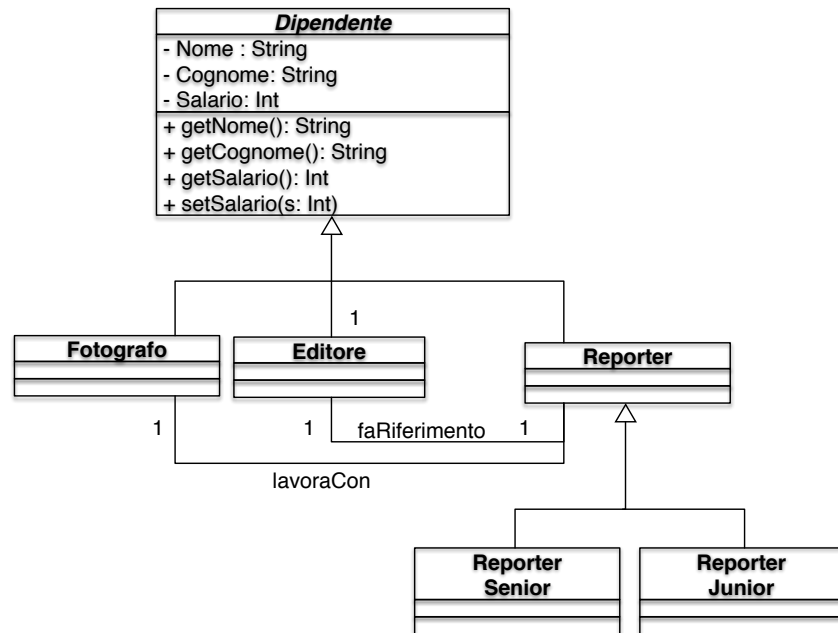 Dipendente
- Nome : String
- Cognome: String
- Salario: Int
+ getNome(): String
+ getCognome(): String
+ getSalario(): Int
+ setSalario(s: Int)
1
Fotografo
Editore
Reporter
1
1
faRiferimento
1
lavoraCon
Reporter
Senior
Reporter
Junior